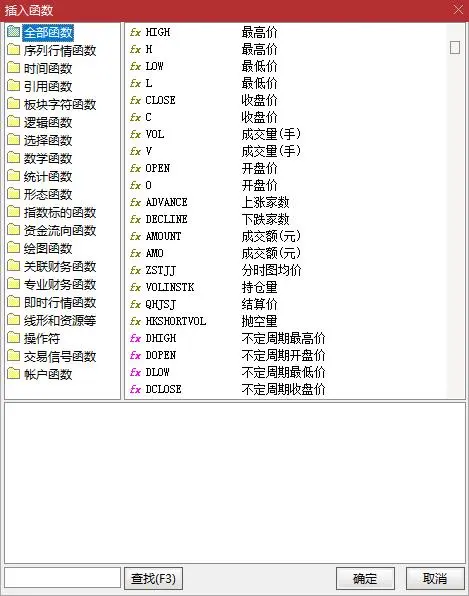 插入函数
全部函数
序列行情函数
时间函数
引用函数
板块字符函数
逻辑函数
选择函数
数学函数
统计函数
形态函数
指数标的函数
资金流向函数
绘图函数
关联财务函数
专业财务函数
即时行情函数
线形和资源等
操作符
交易信号函数
帐户函数
fx HIGH 最高价
fx H 最高价
fx LOW 最低价
fx L 最低价
fx CLOSE 收盘价
fx C 收盘价
fx VOL 成交量(手)
fx V 成交量(手)
fx OPEN 开盘价
fx O 开盘价
fx ADVANCE 上涨家数
fx DECLINE 下跌家数
fx AMOUNT 成交额(元)
fx AMO 成交额(元)
fx ZSTJJ 分时图均价
fx VOLINSTK 持仓量
fx QHJSJ 结算价
fx HKSHORTVOL 抛空量
fx DHIGH 不定周期最高价
fx DOPEN 不定周期开盘价
fx DLOW 不定周期最低价
fx DCLOSE 不定周期收盘价
查找(F3)
确定
取消